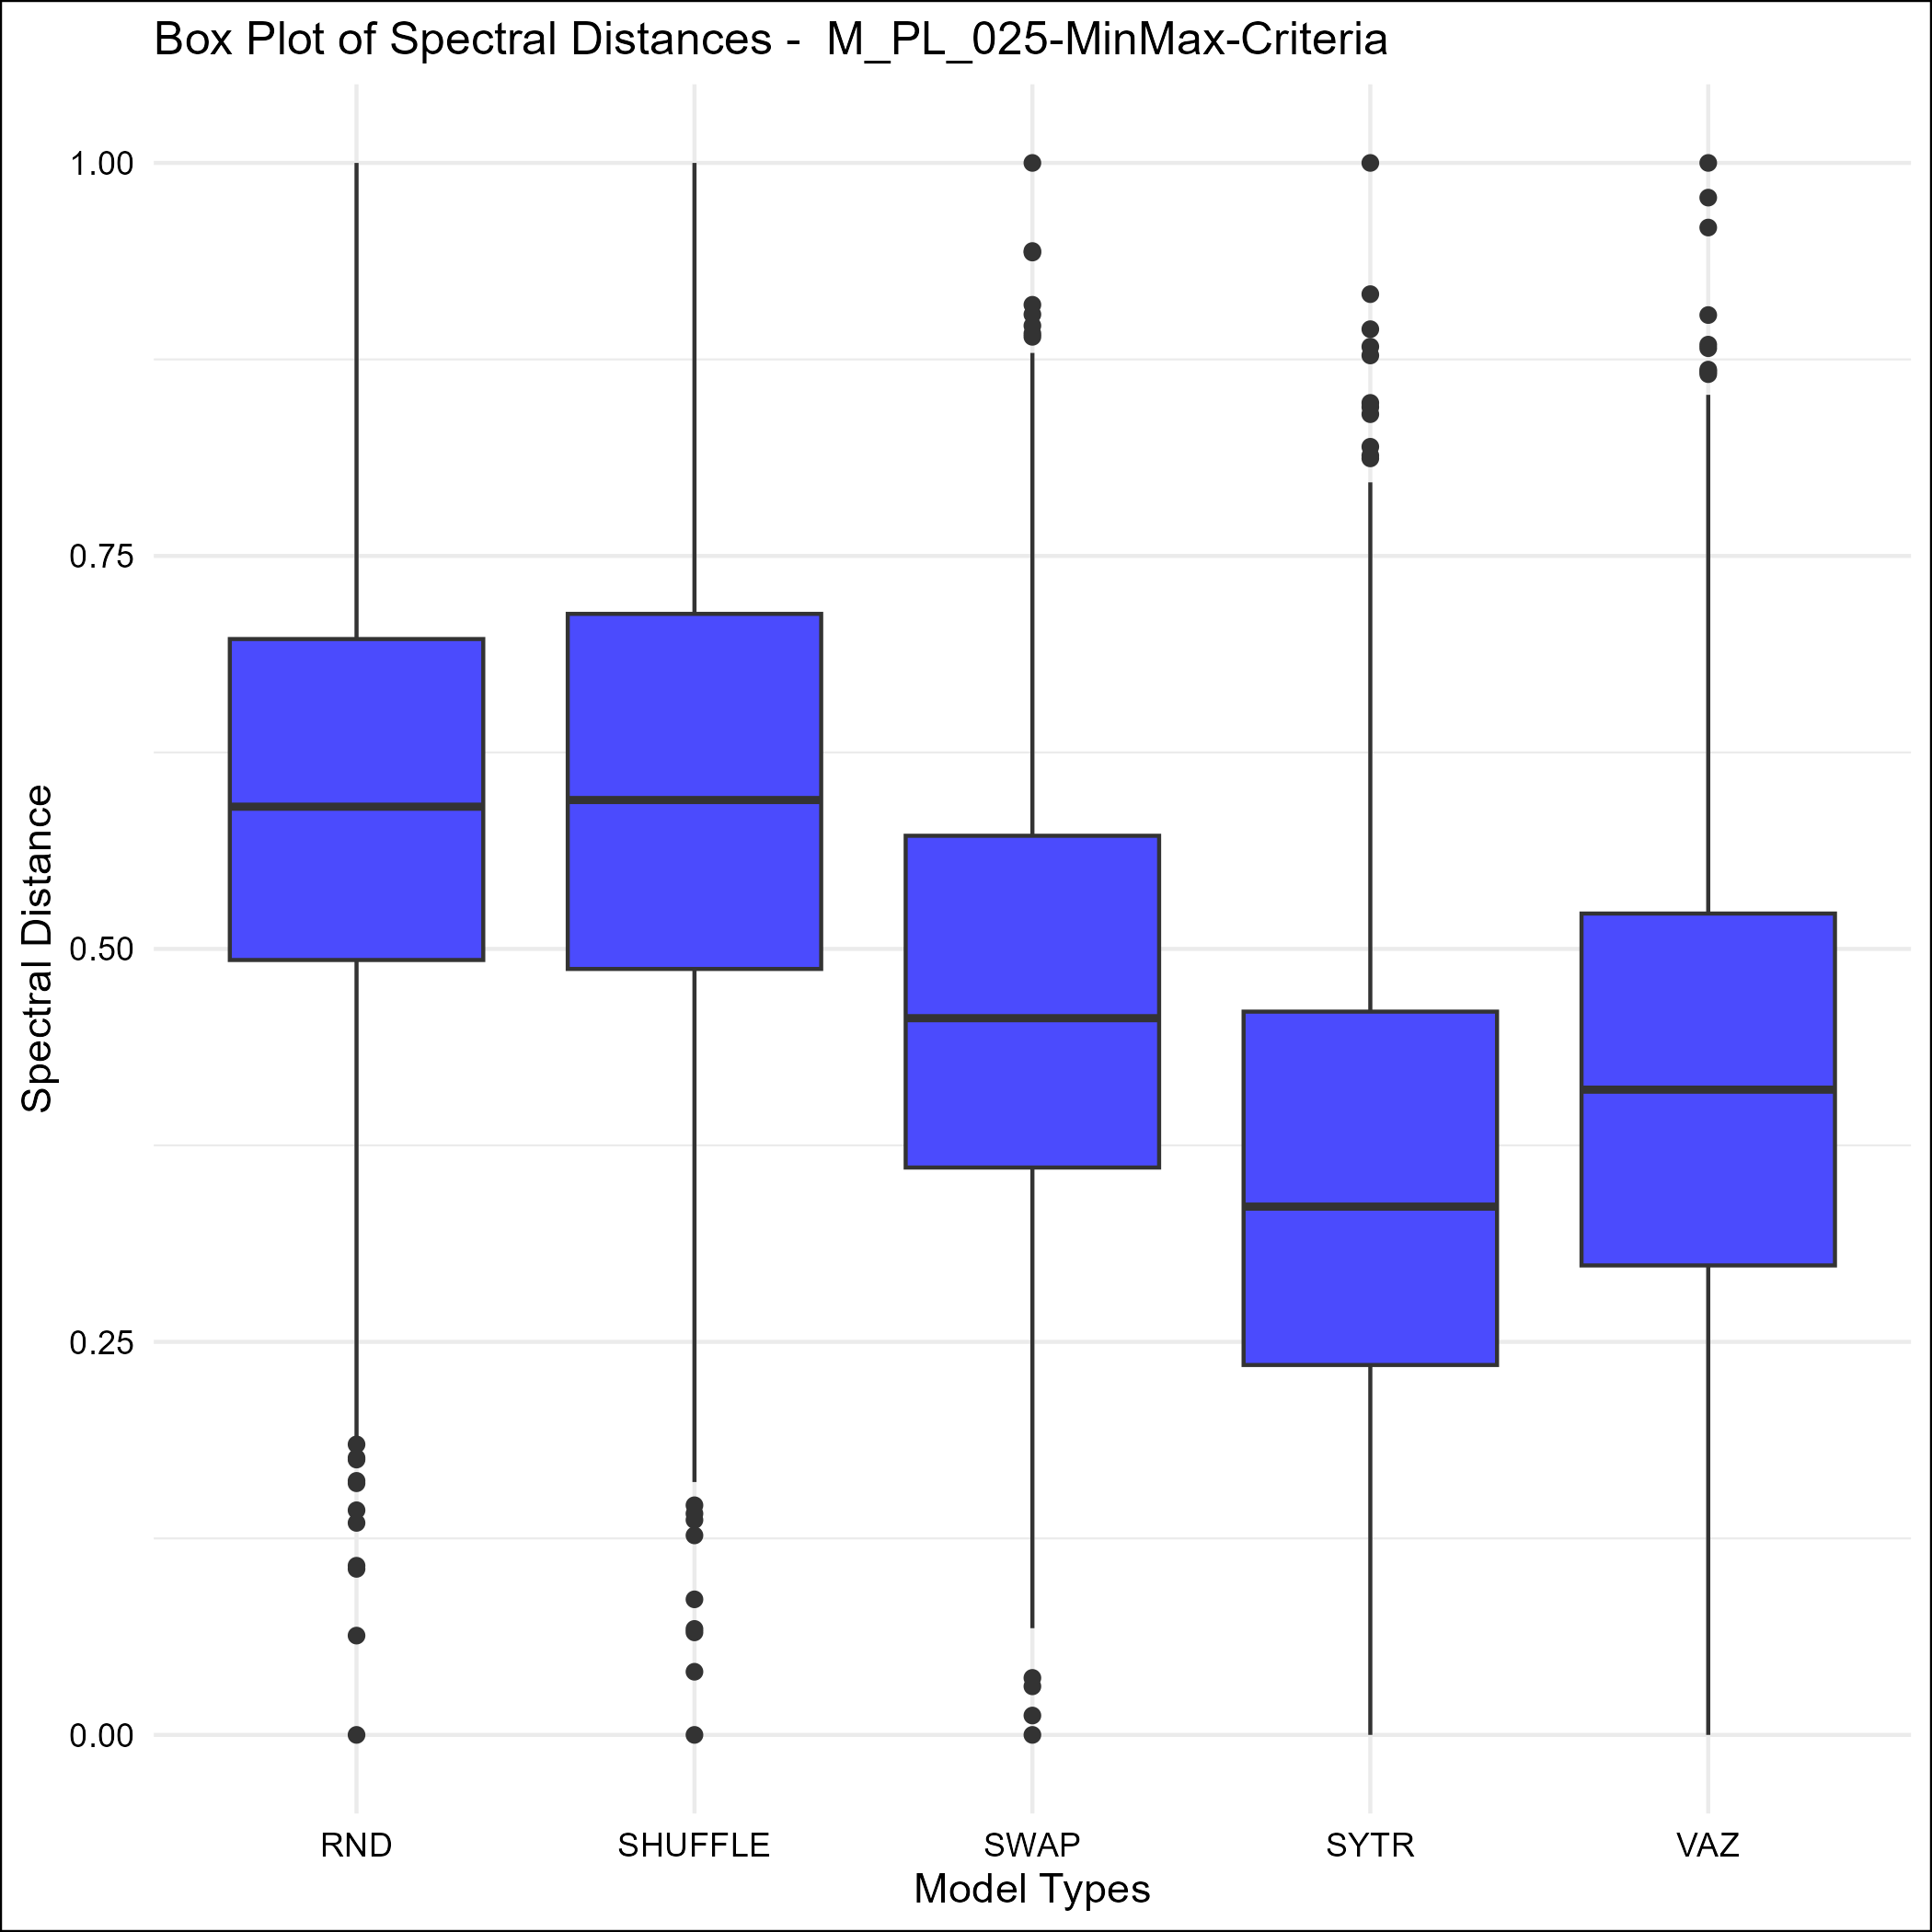 Box Plot of Spectral Distances -  M_PL_025-MinMax-Criteria
1.00
0.75
0.50
0.25
0.00
Spectral Distance
RND SHUFFLE SWAP SYTR VAZ
Model Types